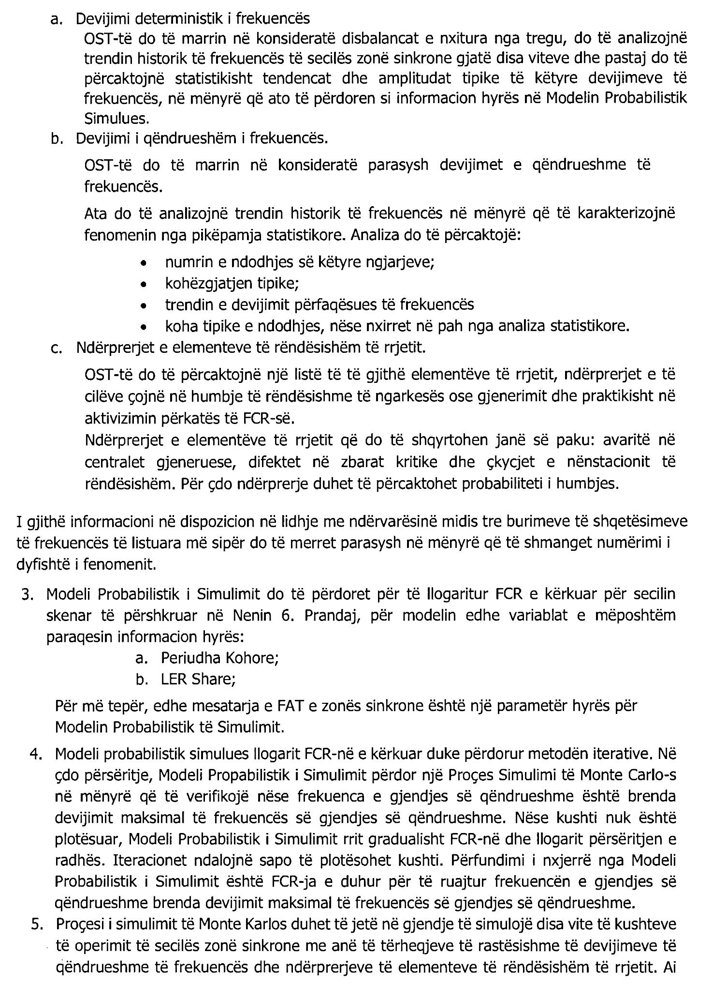 a. Devijimi deterministik i frekuencës
OST-të do të marrin në konsideratë disbalancat e nxitura nga tregu, do të analizojnë
trendin historik të frekuencës të secilës zonë sinkrone gjatë disa viteve dhe pastaj do të
përcaktojnë statistikisht tendencat dhe amplitudat tipike të këtyre devijimeve të
frekuencës, në mënyrë që ato të përdoren si informacion hyrës në Modelin Probabilistik
Simulues.
b. Devijimi i qëndrueshëm i frekuencës.
OST-të do të marrin në konsideratë parasysh devijimet e qëndrueshme të
frekuencës.
Ata do të analizojnë trendin historik të frekuencës në mënyrë që të karakterizojnë
fenomenin nga pikëpamja statistikore. Analiza do të përcaktojë:
• numrin e ndodhjes së këtyre ngjarjeve;
• kohëzgjatjen tipike;
• trendin e devijimit përfaqësues të frekuencës
• koha tipike e ndodhjes, nëse nxirret në pah nga analiza statistikore.
c. Ndërprerjet e elementeve të rëndësishëm të rrjetit.
OST-të do të përcaktojnë një listë të të gjithë elementëve të rrjetit, ndërprerjet e të
cilëve çojnë në humbje të rëndësishme të ngarkesës ose gjenerimit dhe praktikisht në
aktivizimin përkatës të FCR-së.
Ndërprerjet e elementëve të rrjetit që do të shqyrtohen janë së paku: avaritë në
centralet gjeneruese, difektet në zbarat kritike dhe çkycjet e nënstacionit të
rëndësishëm. Për çdo ndërprerje duhet të përcaktohet probabiliteti i humbjes.
I gjithë informacioni në dispozicion në lidhje me ndërvarësinë midis tre burimeve të shqetësimeve
të frekuencës të listuara më sipër do të merret parasysh në mënyrë që të shmanget numërimi i
dyfishtë i fenomenit.
3. Modeli Probabilistik i Simulimit do të përdoret për të llogaritur FCR e kërkuar për secilin
skenar të përshkruar në Nenin 6. Prandaj, për modelin edhe variablat e mëposhtëm
paraqesin informacion hyrës:
a. Periudha Kohore;
b. LER Share;
Për më tepër, edhe mesatarja e FAT e zonës sinkrone është një parametër hyrës për
Modelin Probabilistik të Simulimit.
4. Modeli probabilistik simulues llogarit FCR-në e kërkuar duke përdorur metodën iterative. Në
çdo përsëritje, Modeli Propabilistik i Simulimit përdor një Proçes Simulimi të Monte Carlo-s
në mënyrë që të verifikojë nëse frekuenca e gjendjes së qëndrueshme është brenda
devijimit maksimal të frekuencës së gjendjes së qëndrueshme. Nëse kushti nuk është
plotësuar, Modeli Probabilistik i Simulimit rrit gradualisht FCR-në dhe llogarit përsëritjen e
radhës. Iteracionet ndalojnë sapo të plotësohet kushti. Përfundimi i nxjerrë nga Modeli
Probabilistik i Simulimit është FCR-ja e duhur për të ruajtur frekuencën e gjendjes së
qëndrueshme brenda devijimit maksimal të frekuencës së gjendjes së qëndrueshme.
5. Proçesi i simulimit të Monte Karlos duhet të jetë në gjendje të simulojë disa vite të kushteve
të operimit të secilës zonë sinkrone me anë të tërheqjeve të rastësishme të devijimeve të
qëndrueshme të frekuencës dhe ndërprerjeve të elementeve të rëndësishëm të rrjetit. Ai